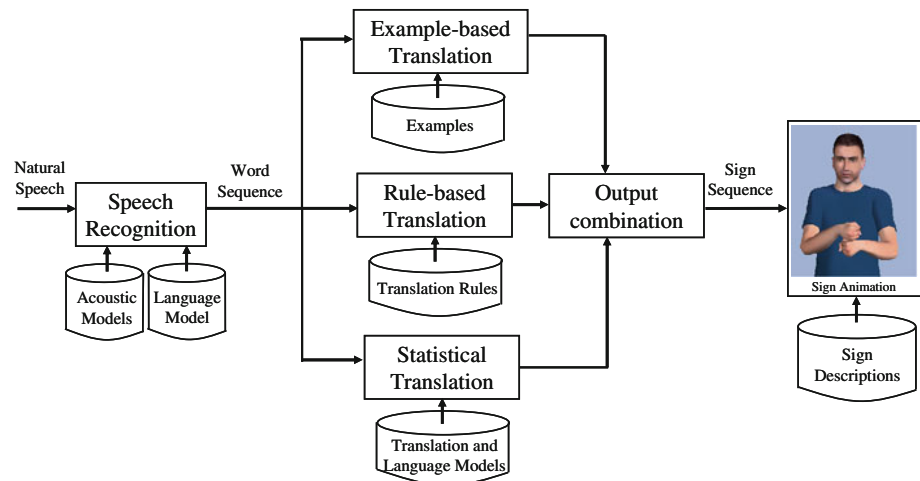 Example-based
Translation
Examples
Natural
Speech
Word
Sequence
Speech
Recognition
Acoustic
Models
Language
Model
Rule-based
Translation
Translation Rules
Output
combination
Sign
Sequence
Sign Animation
Sign
Descriptions
Statistical
Translation
Translation and
Language Models